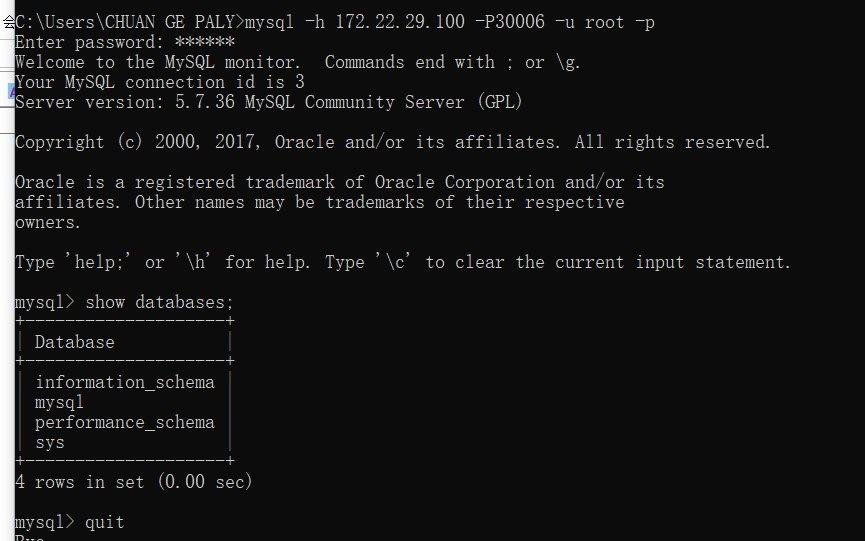 会
C:\Users\CHUAN GE PALY>mysql -h 172.22.29.100 -P30006 -u root -p
Enter password: ******
Welcome to the MySQL monitor.  Commands end with ; or \g.
Your MySQL connection id is 3
Server version: 5.7.36 MySQL Community Server (GPL)
Copyright (c) 2000, 2017, Oracle and/or its affiliates. All rights reserved.
Oracle is a registered trademark of Oracle Corporation and/or its
affiliates. Other names may be trademarks of their respective
owners.
Type 'help;' or '\h' for help. Type '\c' to clear the current input statement.
mysql> show databases;
+--------------------+
| Database           |
+--------------------+
| information_schema |
| mysql              |
| performance_schema |
| sys                |
+--------------------+
4 rows in set (0.00 sec)
mysql> quit
Bye